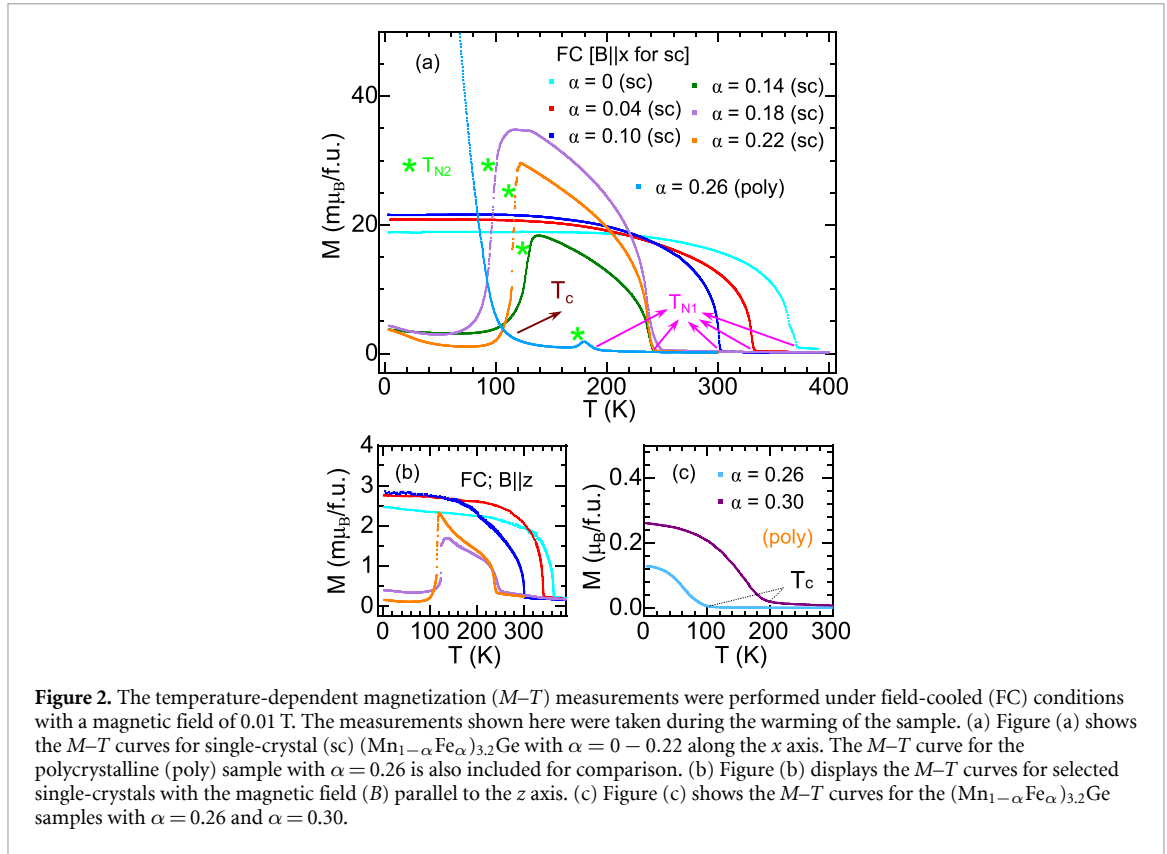 (a)
FC [B||x for sc]
α = 0 (sc)
α = 0.14 (sc)
α = 0.04 (sc)
α = 0.18 (sc)
α = 0.10 (sc)
α = 0.22 (sc)
α = 0.26 (poly)
* T_N2
T_c
T_N1
M (mμ_B/f.u.)
40
20
0
0 100 200 300 400
T (K)
(b)
FC; B||z
M (mμ_B/f.u.)
4
3
2
1
0
0 100 200 300
T (K)
(c)
α = 0.26
α = 0.30
(poly)
T_c
M (μ_B/f.u.)
0.4
0.2
0.0
0 100 200 300
T (K)
Figure 2. The temperature-dependent magnetization (M–T) measurements were performed under field-cooled (FC) conditions
with a magnetic field of 0.01 T. The measurements shown here were taken during the warming of the sample. (a) Figure (a) shows
the M–T curves for single-crystal (sc) (Mn₁₋αFeα)₃.₂Ge with α = 0 − 0.22 along the x axis. The M–T curve for the
polycrystalline (poly) sample with α = 0.26 is also included for comparison. (b) Figure (b) displays the M–T curves for selected
single-crystals with the magnetic field (B) parallel to the z axis. (c) Figure (c) shows the M–T curves for the (Mn₁₋αFeα)₃.₂Ge
samples with α = 0.26 and α = 0.30.